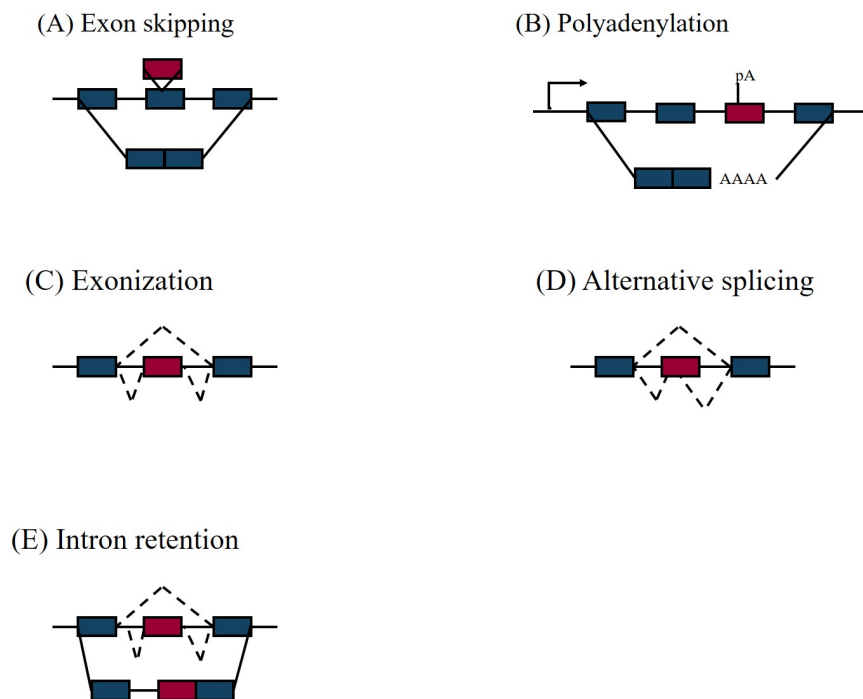 (A) Exon skipping
(B) Polyadenylation
pA
AAAA
(C) Exonization
(D) Alternative splicing
(E) Intron retention